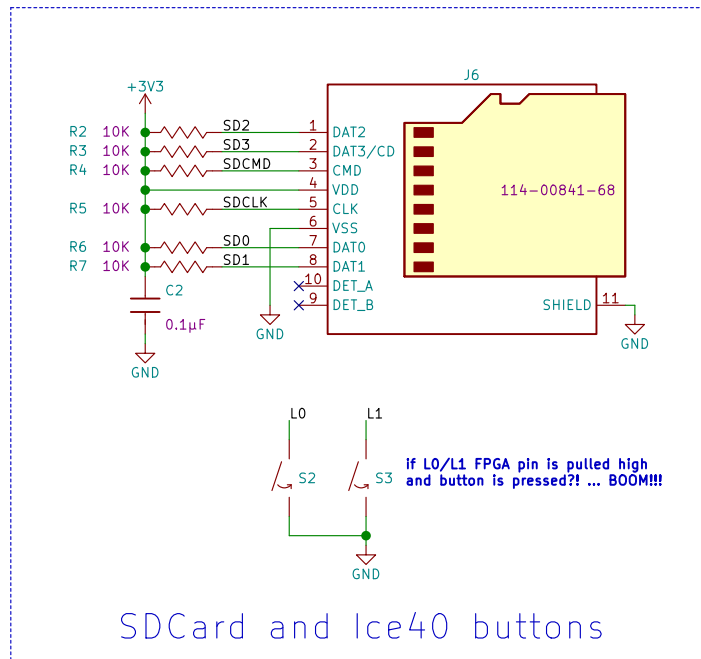 J6
+3V3
R2 10K SD2 1 DAT2
R3 10K SD3 2 DAT3/CD
R4 10K SDCMD 3 CMD
4 VDD
114-00841-68
R5 10K SDCLK 5 CLK
6 VSS
R6 10K SD0 7 DAT0
R7 10K SD1 8 DAT1
10 DET_A
C2
9 DET_B
SHIELD 11
0.1µF
GND
GND
GND
L0 L1
if L0/L1 FPGA pin is pulled high
S2 S3 and button is pressed?! ... BOOM!!!
GND
SDCard and Ice40 buttons